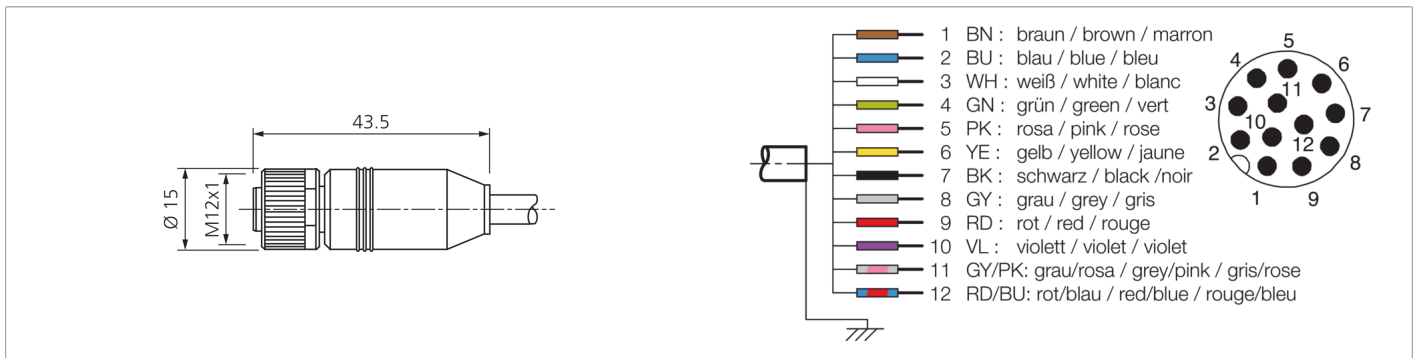 43.5
Ø 15
M12x1
1 BN : braun / brown / marron
2 BU : blau / blue / bleu
3 WH : weiß / white / blanc
4 GN : grün / green / vert
5 PK : rosa / pink / rose
6 YE : gelb / yellow / jaune
7 BK : schwarz / black /noir
8 GY : grau / grey / gris
9 RD : rot / red / rouge
10 VL : violett / violet / violet
11 GY/PK: grau/rosa / grey/pink / gris/rose
12 RD/BU: rot/blau / red/blue / rouge/bleu
5
4 6
11
3 7
10
12
2 8
1 9